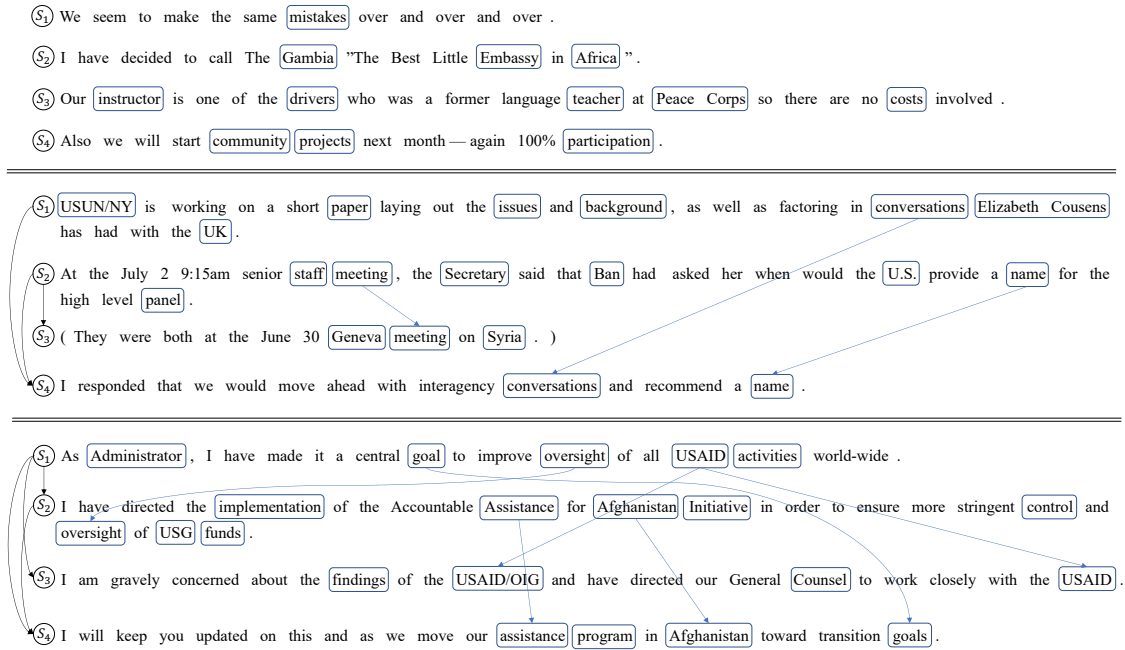 S1 We seem to make the same mistakes over and over and over .
S2 I have decided to call The Gambia ”The Best Little Embassy in Africa ” .
S3 Our instructor is one of the drivers who was a former language teacher at Peace Corps so there are no costs involved .
S4 Also we will start community projects next month — again 100% participation .
S1 USUN/NY is working on a short paper laying out the issues and background , as well as factoring in conversations Elizabeth Cousens
has had with the UK .
S2 At the July 2 9:15am senior staff meeting , the Secretary said that Ban had asked her when would the U.S. provide a name for the
high level panel .
S3 ( They were both at the June 30 Geneva meeting on Syria . )
S4 I responded that we would move ahead with interagency conversations and recommend a name .
S1 As Administrator , I have made it a central goal to improve oversight of all USAID activities world-wide .
S2 I have directed the implementation of the Accountable Assistance for Afghanistan Initiative in order to ensure more stringent control and
oversight of USG funds .
S3 I am gravely concerned about the findings of the USAID/OIG and have directed our General Counsel to work closely with the USAID .
S4 I will keep you updated on this and as we move our assistance program in Afghanistan toward transition goals .